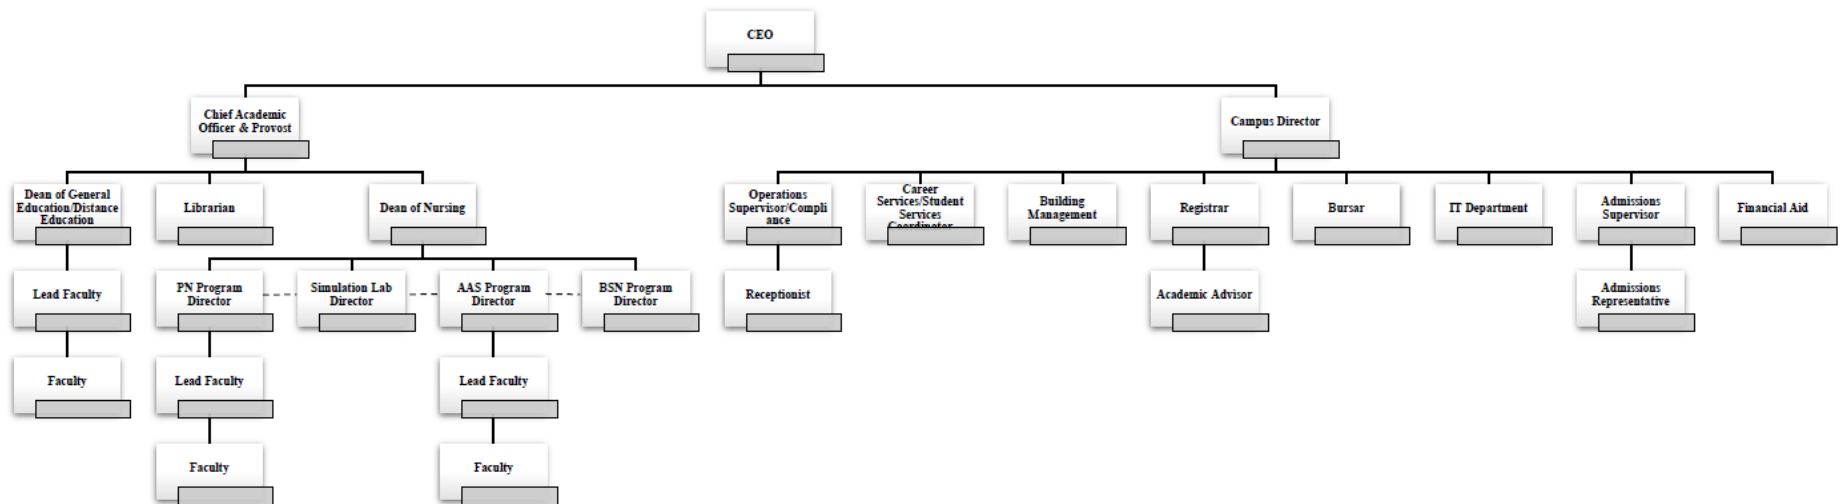 CEO
Chief Academic
Officer & Provost
Campus Director
Dean of General
Education/Distance
Education
Librarian
Dean of Nursing
Operations
Supervisor/Compli
ance
Career
Services/Student
Services
Coordinator
Building
Management
Registrar
Bursar
IT Department
Admissions
Supervisor
Financial Aid
Lead Faculty
PN Program
Director
Simulation Lab
Director
AAS Program
Director
BSN Program
Director
Receptionist
Academic Advisor
Admissions
Representative
Faculty
Lead Faculty
Lead Faculty
Faculty
Faculty